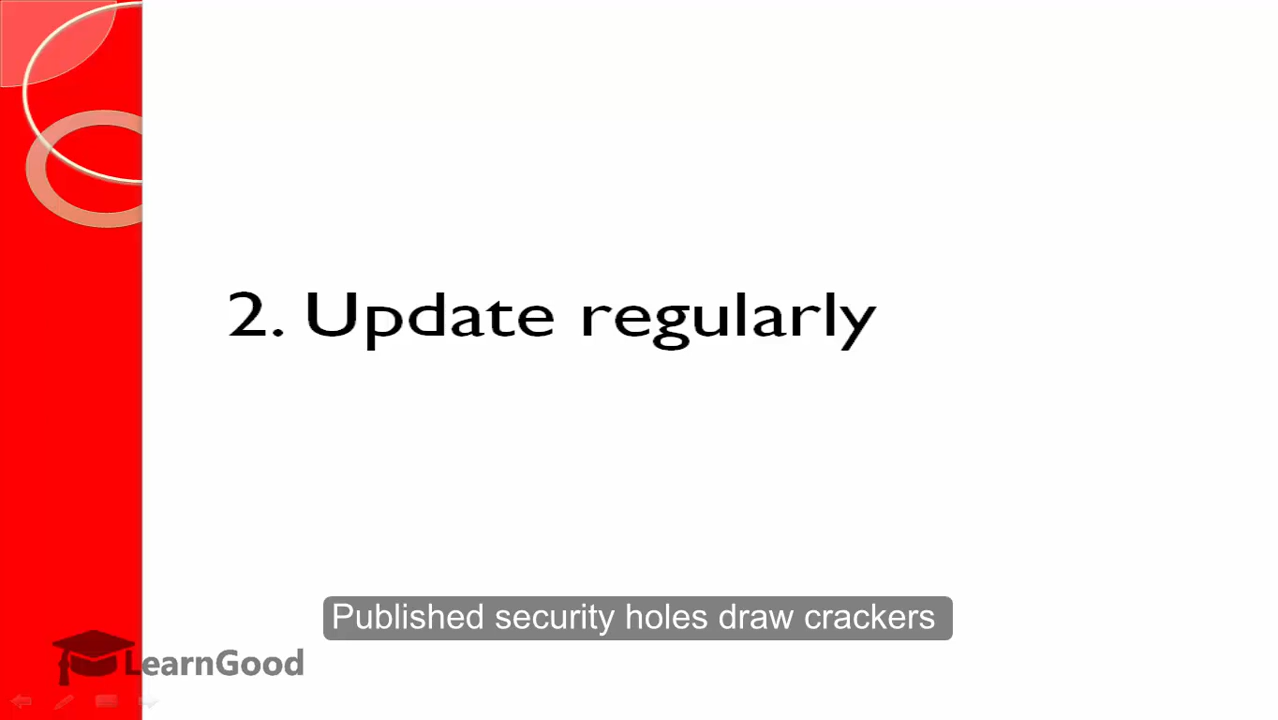 2. Update regularly
Published security holes draw crackers
LearnGood